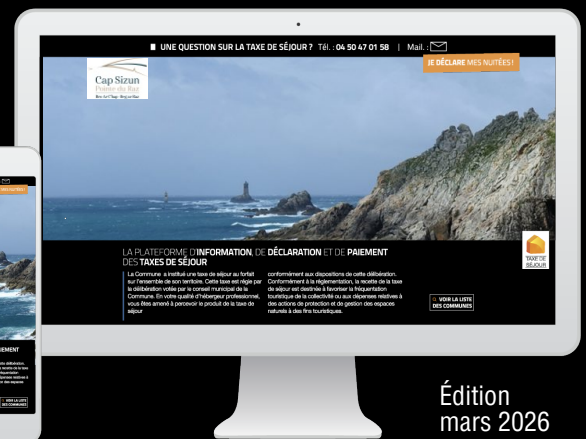 UNE QUESTION SUR LA TAXE DE SÉJOUR ? Tél. : 04 50 47 01 58 | Mail. :
JE DÉCLARE MES NUITÉES !
Cap Sizun
Pointe du Raz
LA PLATEFORME D'INFORMATION, DE DÉCLARATION ET DE PAIEMENT
DES TAXES DE SÉJOUR
La Commune a institué une taxe de séjour au forfait
sur l'ensemble de son territoire. Cette taxe est régie par
la délibération votée par le conseil municipal de la
Commune. En votre qualité d'hébergeur professionnel,
vous êtes amené à percevoir le produit de la taxe de
séjour
conformément aux dispositions de cette délibération.
Conformément à la réglementation, la recette de la taxe
de séjour est destinée à favoriser la fréquentation
touristique de la collectivité ou aux dépenses relatives à
des actions de protection et de gestion des espaces
naturels à des fins touristiques.
TAXE DE
SÉJOUR
VOIR LA LISTE
DES COMMUNES
Édition
mars 2026